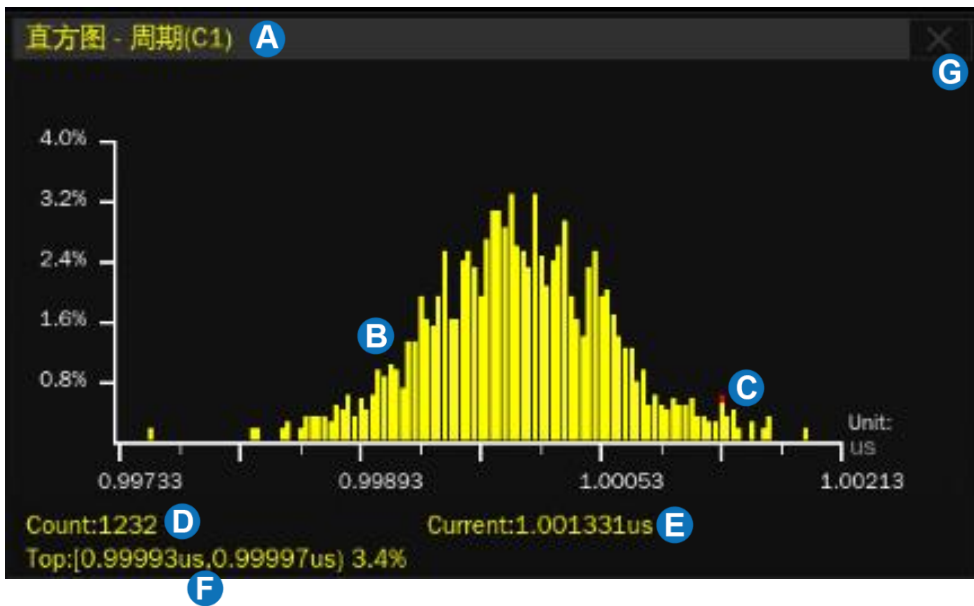 直方图 - 周期(C1) A
G
4.0%
3.2%
2.4%
1.6%
B
0.8%
C
Unit:
us
0.99733 0.99893 1.00053 1.00213
Count:1232 D Current:1.001331us E
Top:[0.99993us,0.99997us) 3.4%
F